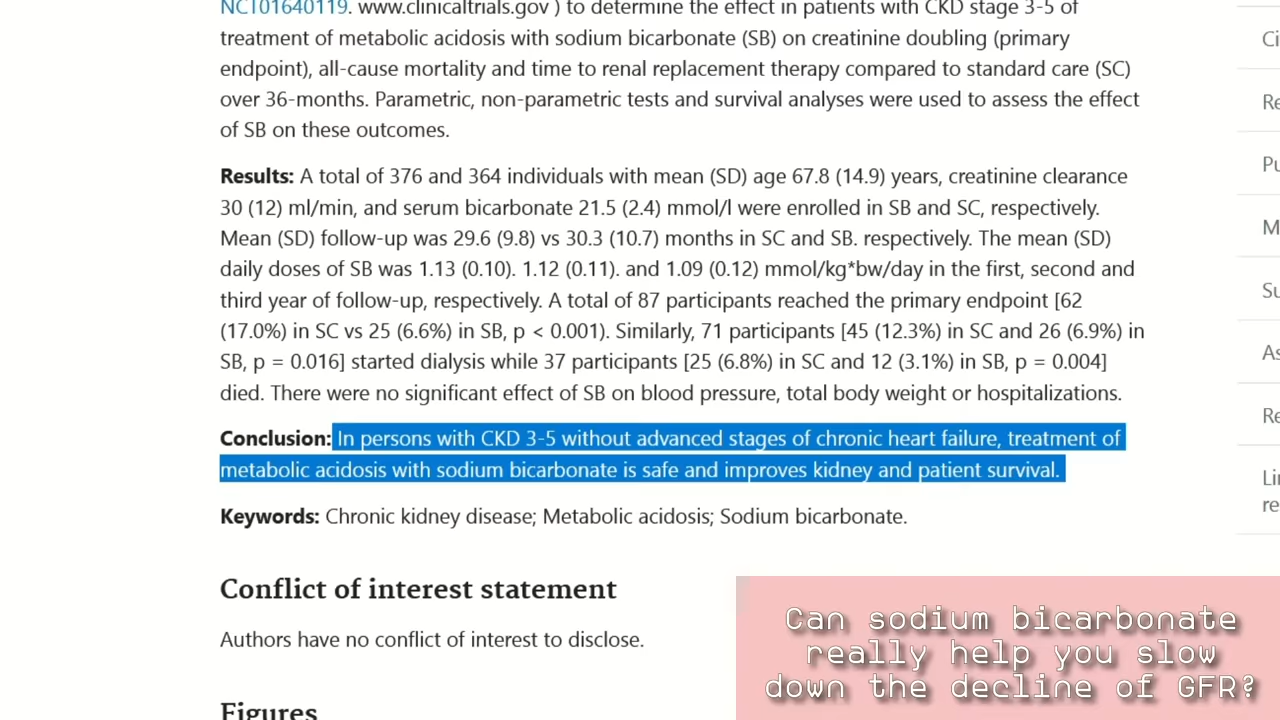 NCT01640119. www.clinicaltrials.gov ) to determine the effect in patients with CKD stage 3-5 of
treatment of metabolic acidosis with sodium bicarbonate (SB) on creatinine doubling (primary
endpoint), all-cause mortality and time to renal replacement therapy compared to standard care (SC)
over 36-months. Parametric, non-parametric tests and survival analyses were used to assess the effect
of SB on these outcomes.
Results: A total of 376 and 364 individuals with mean (SD) age 67.8 (14.9) years, creatinine clearance
30 (12) ml/min, and serum bicarbonate 21.5 (2.4) mmol/l were enrolled in SB and SC, respectively.
Mean (SD) follow-up was 29.6 (9.8) vs 30.3 (10.7) months in SC and SB. respectively. The mean (SD)
daily doses of SB was 1.13 (0.10). 1.12 (0.11). and 1.09 (0.12) mmol/kg*bw/day in the first, second and
third year of follow-up, respectively. A total of 87 participants reached the primary endpoint [62
(17.0%) in SC vs 25 (6.6%) in SB, p < 0.001). Similarly, 71 participants [45 (12.3%) in SC and 26 (6.9%) in
SB, p = 0.016] started dialysis while 37 participants [25 (6.8%) in SC and 12 (3.1%) in SB, p = 0.004]
died. There were no significant effect of SB on blood pressure, total body weight or hospitalizations.
Conclusion: In persons with CKD 3-5 without advanced stages of chronic heart failure, treatment of
metabolic acidosis with sodium bicarbonate is safe and improves kidney and patient survival.
Keywords: Chronic kidney disease; Metabolic acidosis; Sodium bicarbonate.
Conflict of interest statement
Authors have no conflict of interest to disclose.
Figures
Ci
Re
Pu
M
Su
As
Re
Li
re
Can sodium bicarbonate
really help you slow
down the decline of GFR?